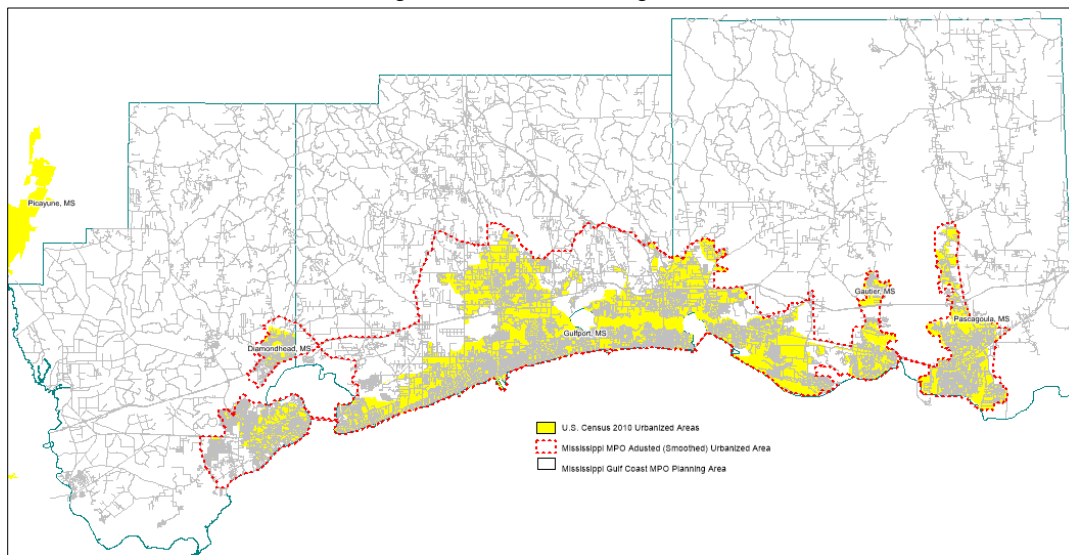 Picayune, MS
Gautier, MS
Pascagoula, MS
Gulfport, MS
Diamondhead, MS
U.S. Census 2010 Urbanized Areas
Mississippi MPO Adusted (Smoothed) Urbanized Area
Mississippi Gulf Coast MPO Planning Area